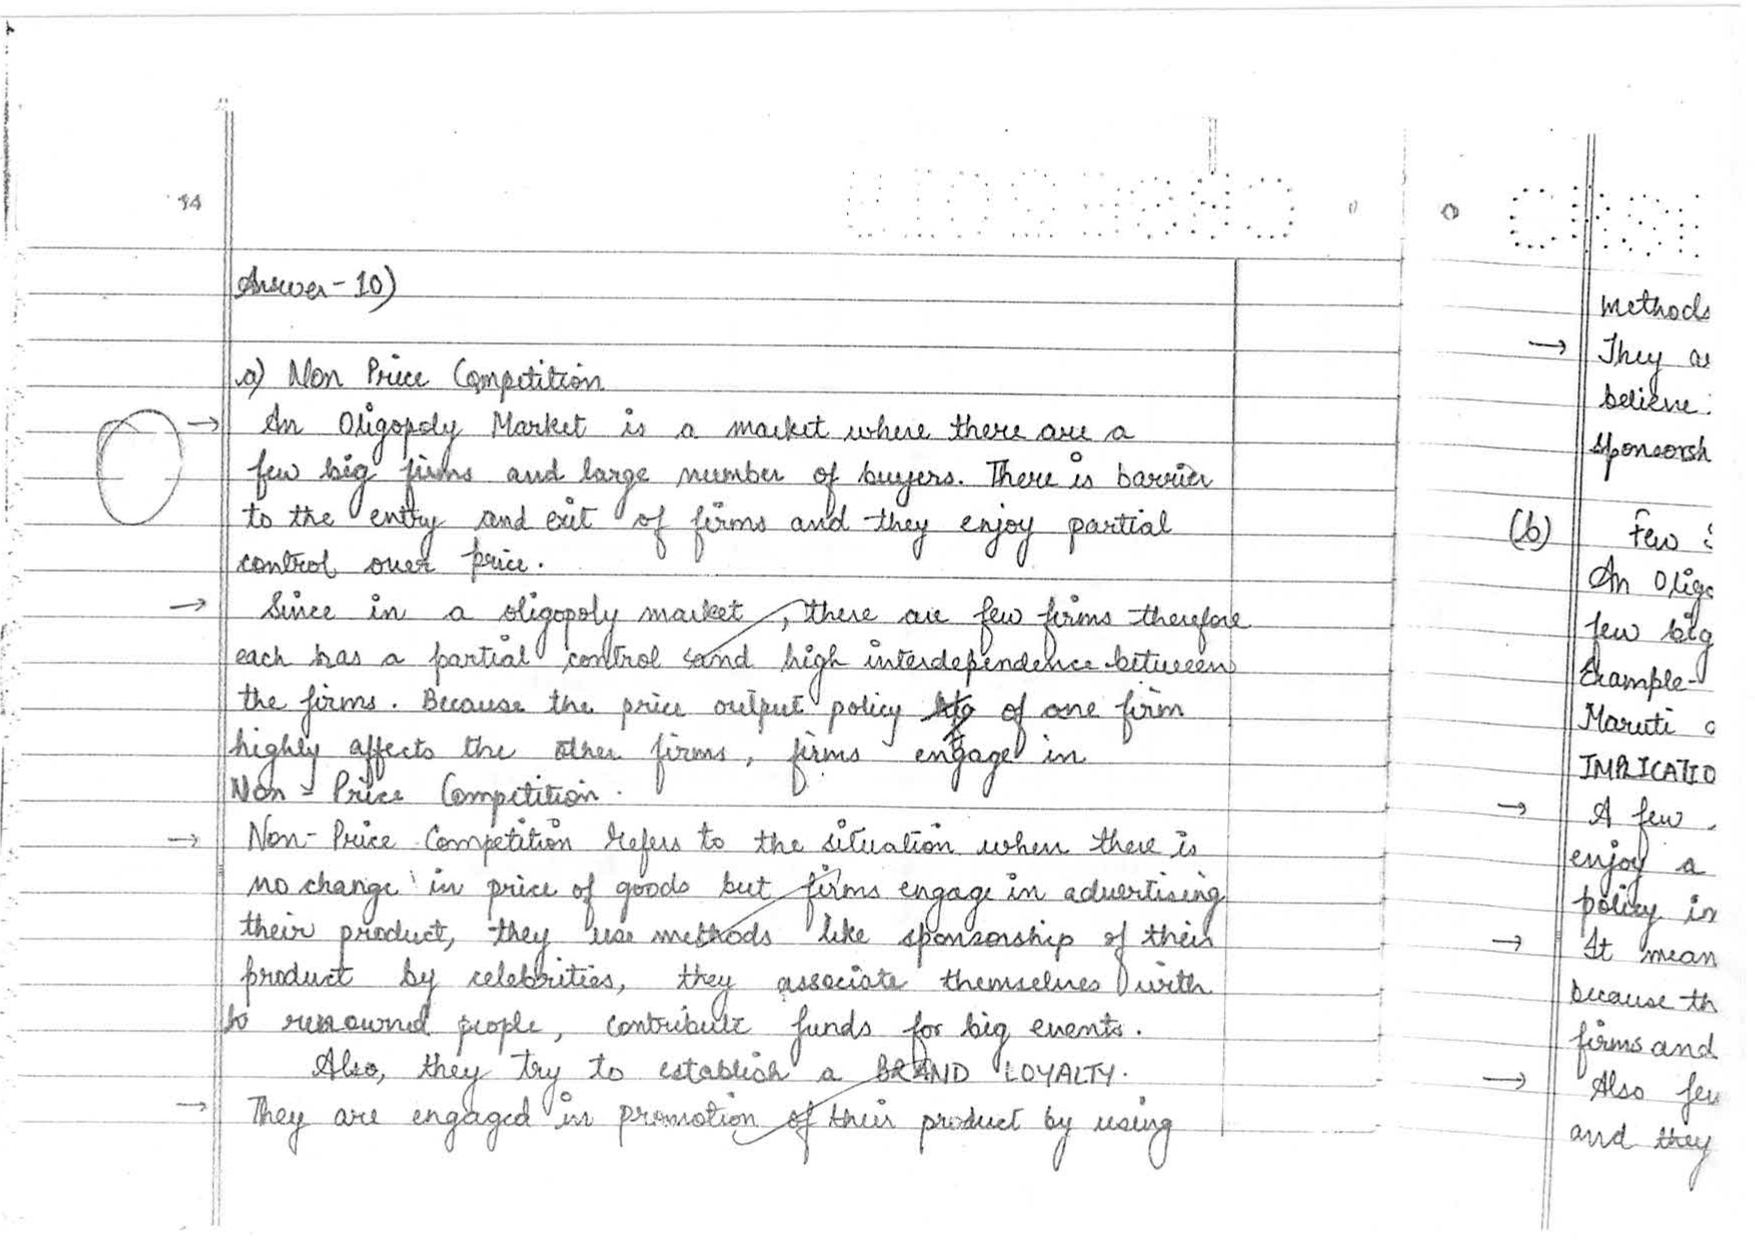 14
Answer-10)
a) Non Price Competition
→ An Oligopoly Market is a market where there are a
few big firms and large number of buyers. There is barrier
to the entry and exit of firms and they enjoy partial
control over price.
→ Since in a oligopoly market, there are few firms therefore
each has a partial control and high interdependence between
the firms. Because the price output policy of one firm
highly affects the other firms, firms engage in
Non-Price Competition.
→ Non-Price Competition refers to the situation when there is
no change in price of goods but firms engage in advertising
their product, they use methods like sponsorship of their
product by celebrities, they associate themselves with
to renowned people, contribute funds for big events.
Also, they try to establish a BRAND LOYALTY.
→ They are engaged in promotion of their product by using
methods
→ They ar
believe
sponsorsh
(b) Few
An Oligo
few big
Example-
Maruti
IMPLICATIO
→ A few
enjoy a
policy in
→ It mean
because th
firms and
→ Also few
and they